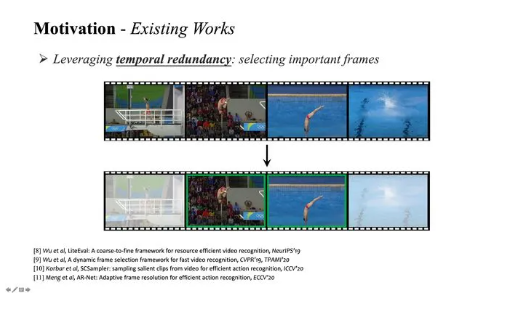 Motivation - Existing Works
➢ Leveraging temporal redundancy: selecting important frames
[8] Wu et al, LiteEval: A coarse-to-fine framework for resource efficient video recognition, NeurIPS'19
[9] Wu et al, A dynamic frame selection framework for fast video recognition, CVPR'19, TPAMI'20
[10] Korbar et al, SCSampler: sampling salient clips from video for efficient action recognition, ICCV'20
[11] Meng et al, AR-Net: Adaptive frame resolution for efficient action recognition, ECCV'20